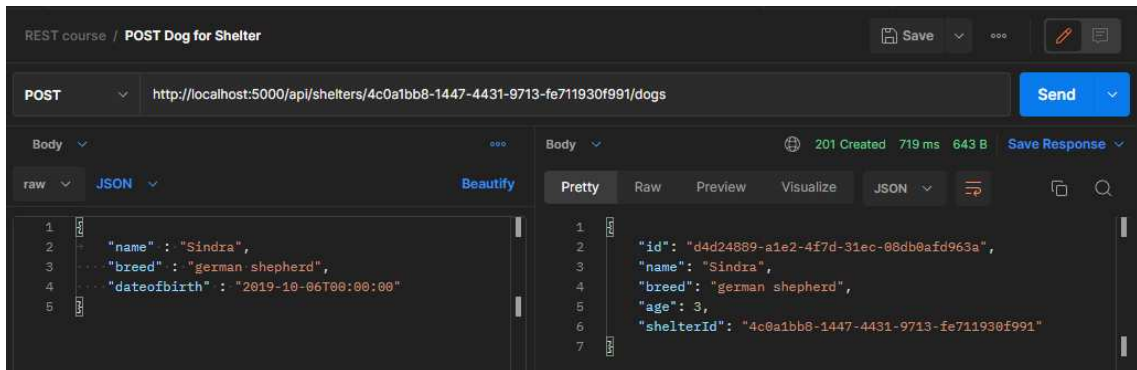 REST course / POST Dog for Shelter
Save
POST http://localhost:5000/api/shelters/4c0a1bb8-1447-4431-9713-fe711930f991/dogs Send
Body
raw JSON Beautify
1 {
2 "name" : "Sindra",
3 "breed" : "german shepherd",
4 "dateofbirth" : "2019-10-06T00:00:00"
5 }
Body 201 Created 719 ms 643 B Save Response
Pretty Raw Preview Visualize JSON
1 {
2 "id": "d4d24889-a1e2-4f7d-31ec-08db0afd963a",
3 "name": "Sindra",
4 "breed": "german shepherd",
5 "age": 3,
6 "shelterId": "4c0a1bb8-1447-4431-9713-fe711930f991"
7 }